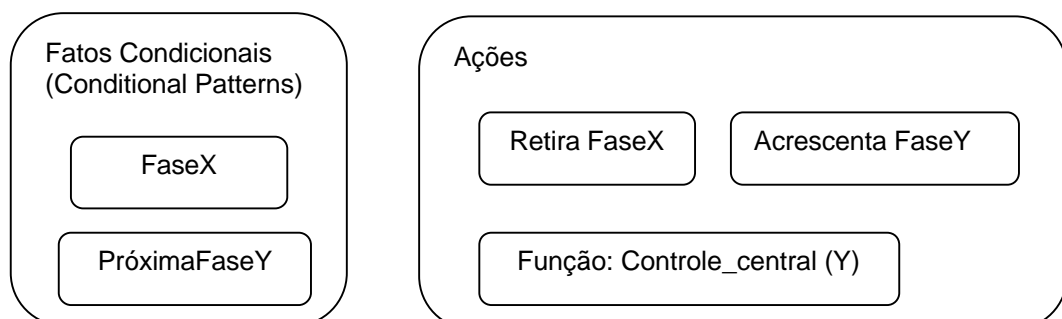 Fatos Condicionais
(Conditional Patterns)
FaseX
PróximaFaseY
Ações
Retira FaseX
Acrescenta FaseY
Função: Controle_central (Y)